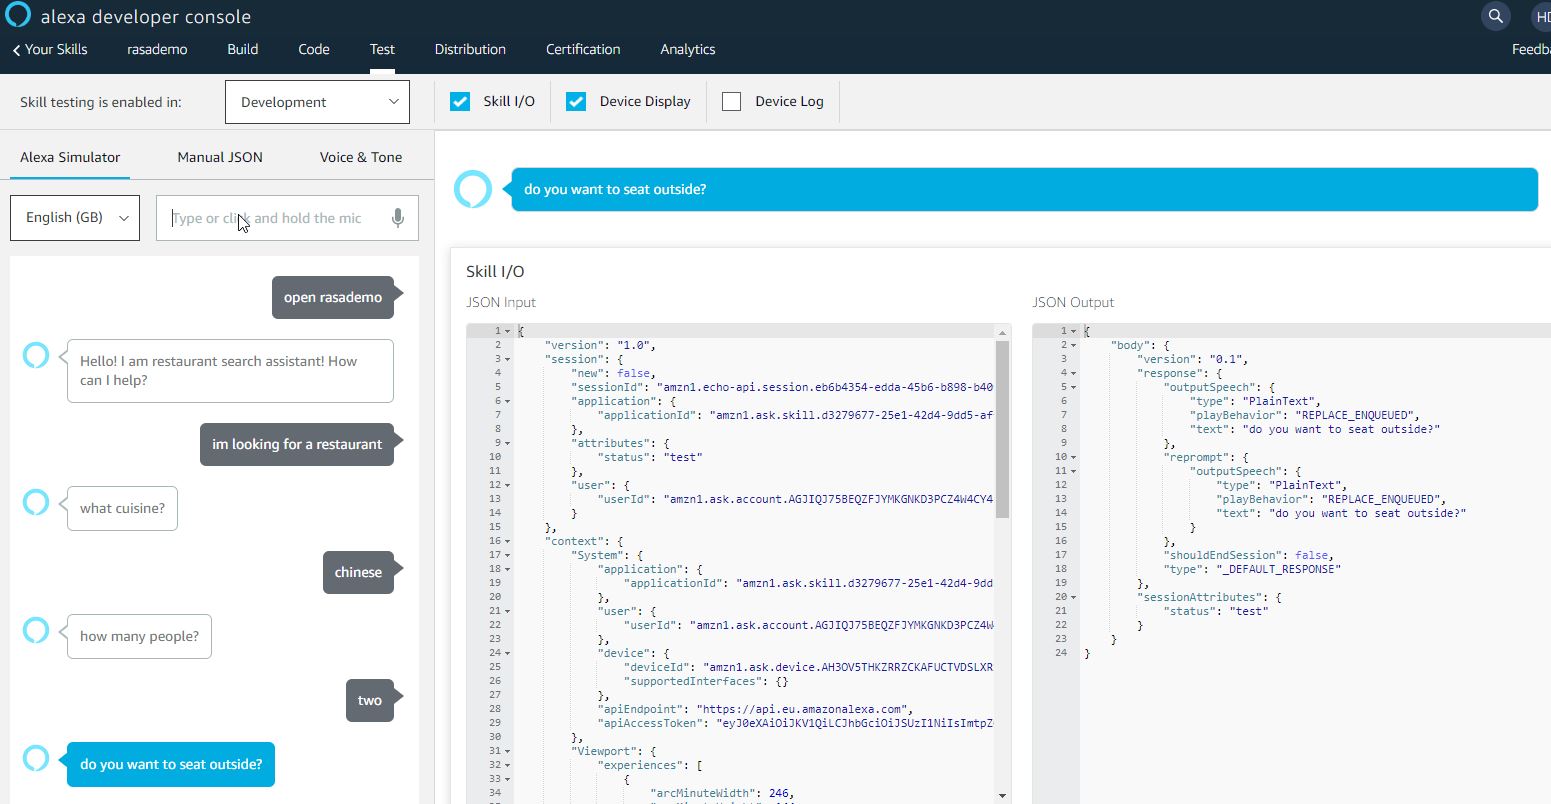 alexa developer console
HD
Your Skills
rasademo
Build
Code
Test
Distribution
Certification
Analytics
Feedba
Skill testing is enabled in:
Development
Skill I/O
Device Display
Device Log
Alexa Simulator
Manual JSON
Voice & Tone
English (GB)
Type or click and hold the mic
open rasademo
Hello! I am restaurant search assistant! How
can I help?
im looking for a restaurant
what cuisine?
chinese
how many people?
two
do you want to seat outside?
do you want to seat outside?
Skill I/O
JSON Input
1 {
2 "version": "1.0",
3 "session": {
4 "new": false,
5 "sessionId": "amzn1.echo-api.session.eb6b4354-edda-45b6-b898-b40
6 "application": {
7 "applicationId": "amzn1.ask.skill.d3279677-25e1-42d4-9dd5-af
8 },
9 "attributes": {
10 "status": "test"
11 },
12 "user": {
13 "userId": "amzn1.ask.account.AGJIQJ75BEQZFJYMKGNKD3PCZ4W4CY4
14 }
15 },
16 "context": {
17 "System": {
18 "application": {
19 "applicationId": "amzn1.ask.skill.d3279677-25e1-42d4-9dd
20 },
21 "user": {
22 "userId": "amzn1.ask.account.AGJIQJ75BEQZFJYMKGNKD3PCZ4W
23 },
24 "device": {
25 "deviceId": "amzn1.ask.device.AH3OV5THKZRRZCKAFUCTVDSLXR
26 "supportedInterfaces": {}
27 },
28 "apiEndpoint": "https://api.eu.amazonalexa.com",
29 "apiAccessToken": "eyJ0eXAiOiJKV1QiLCJhbGciOiJSUzI1NiIsImtpZ
30 },
31 "Viewport": {
32 "experiences": [
33 {
34 "arcMinuteWidth": 246,
JSON Output
1 {
2 "body": {
3 "version": "0.1",
4 "response": {
5 "outputSpeech": {
6 "type": "PlainText",
7 "playBehavior": "REPLACE_ENQUEUED",
8 "text": "do you want to seat outside?"
9 },
10 "reprompt": {
11 "outputSpeech": {
12 "type": "PlainText",
13 "playBehavior": "REPLACE_ENQUEUED",
14 "text": "do you want to seat outside?"
15 }
16 },
17 "shouldEndSession": false,
18 "type": "_DEFAULT_RESPONSE"
19 },
20 "sessionAttributes": {
21 "status": "test"
22 }
23 }
24 }